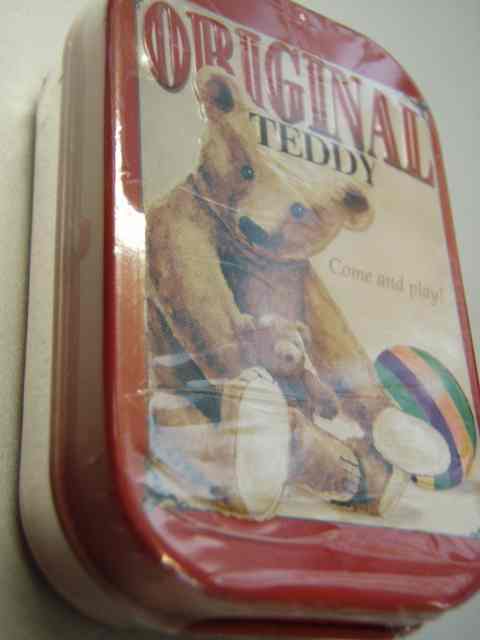 ORIGINAL
TEDDY
Come and play!